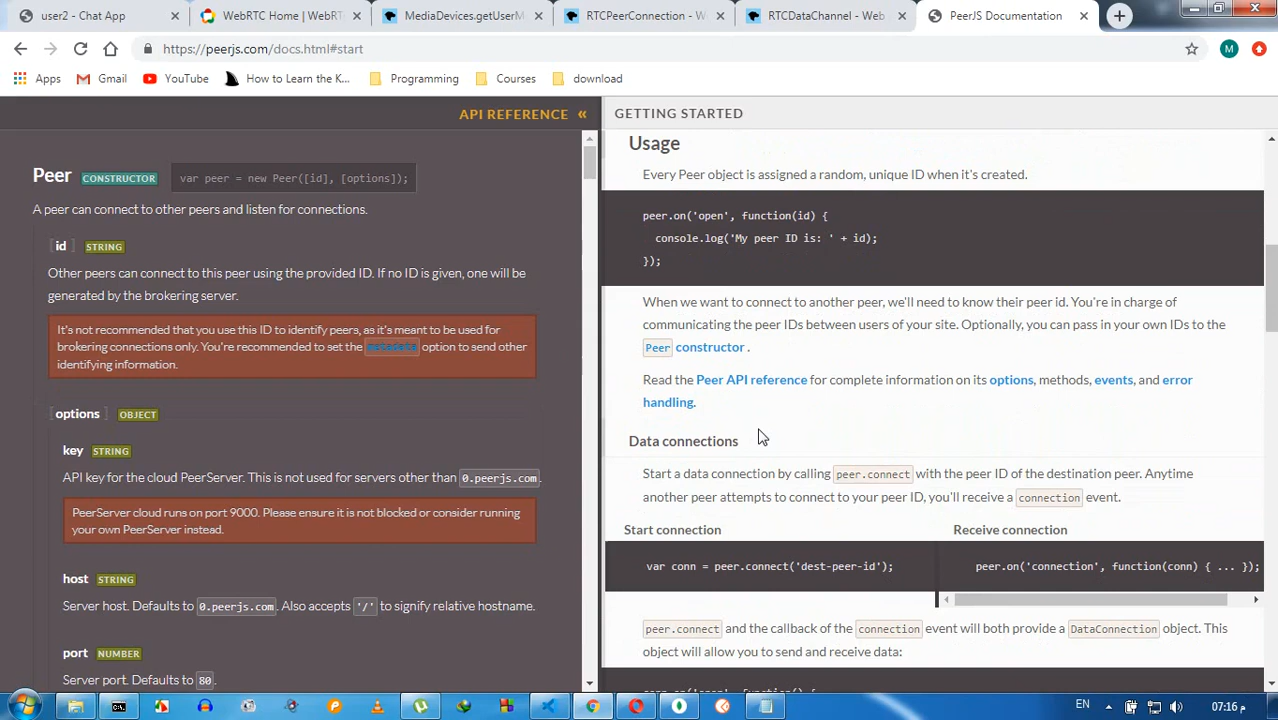 user2 - Chat App
WebRTC Home | WebRT
MediaDevices.getUserM
RTCPeerConnection - We
RTCDataChannel - Web
PeerJS Documentation
https://peerjs.com/docs.html#start
M
Apps
Gmail
YouTube
How to Learn the K...
Programming
Courses
download
API REFERENCE «
Peer CONSTRUCTOR var peer = new Peer([id], [options]);
A peer can connect to other peers and listen for connections.
[id] STRING
Other peers can connect to this peer using the provided ID. If no ID is given, one will be
generated by the brokering server.
It's not recommended that you use this ID to identify peers, as it's meant to be used for
brokering connections only. You're recommended to set the metadata option to send other
identifying information.
[options] OBJECT
key STRING
API key for the cloud PeerServer. This is not used for servers other than 0.peerjs.com.
PeerServer cloud runs on port 9000. Please ensure it is not blocked or consider running
your own PeerServer instead.
host STRING
Server host. Defaults to 0.peerjs.com. Also accepts '/' to signify relative hostname.
port NUMBER
Server port. Defaults to 80.
GETTING STARTED
Usage
Every Peer object is assigned a random, unique ID when it's created.
peer.on('open', function(id) {
console.log('My peer ID is: ' + id);
});
When we want to connect to another peer, we'll need to know their peer id. You're in charge of
communicating the peer IDs between users of your site. Optionally, you can pass in your own IDs to the
Peer constructor .
Read the Peer API reference for complete information on its options, methods, events, and error
handling.
Data connections
Start a data connection by calling peer.connect with the peer ID of the destination peer. Anytime
another peer attempts to connect to your peer ID, you'll receive a connection event.
Start connection
Receive connection
var conn = peer.connect('dest-peer-id');
peer.on('connection', function(conn) { ... });
peer.connect and the callback of the connection event will both provide a DataConnection object. This
object will allow you to send and receive data:
EN
07:16 م